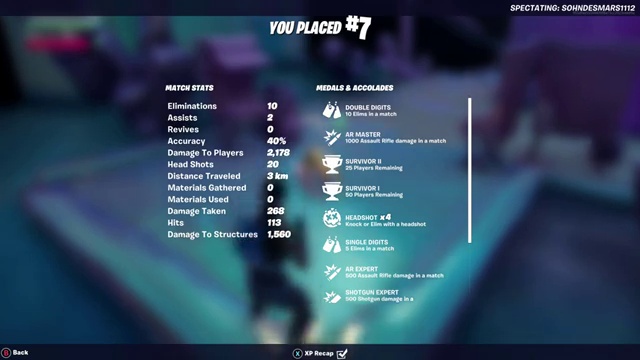 SPECTATING: SOHNDESMARS1112
YOU PLACED #7
MATCH STATS
Eliminations 10
Assists 2
Revives 0
Accuracy 40%
Damage To Players 2,178
Head Shots 20
Distance Traveled 3 km
Materials Gathered 0
Materials Used 0
Damage Taken 268
Hits 113
Damage To Structures 1,560
MEDALS & ACCOLADES
DOUBLE DIGITS
10 Elims in a match
AR MASTER
1000 Assault Rifle damage in a match
SURVIVOR II
25 Players Remaining
SURVIVOR I
50 Players Remaining
HEADSHOT x4
Knock or Elim with a headshot
SINGLE DIGITS
5 Elims in a match
AR EXPERT
500 Assault Rifle damage in a match
SHOTGUN EXPERT
500 Shotgun damage in a
B Back
X XP Recap